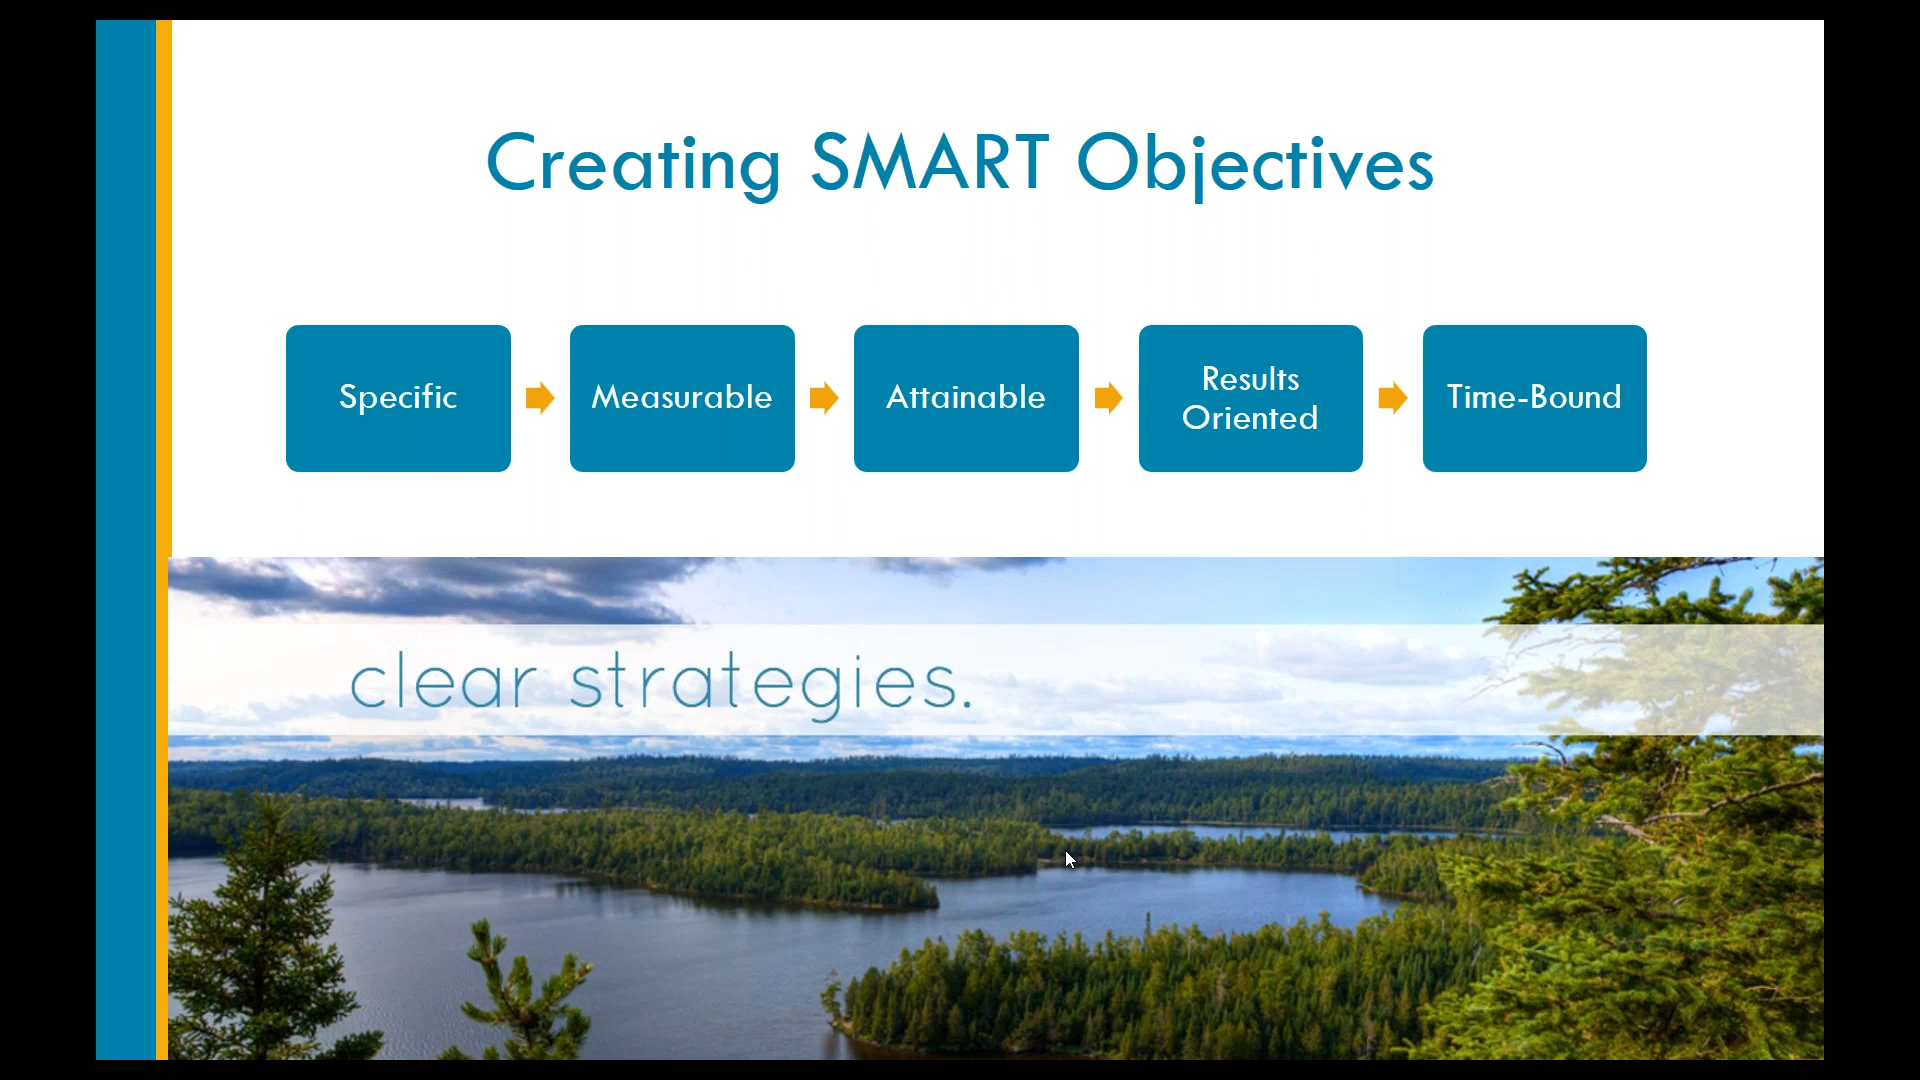 Creating SMART Objectives
Specific
Measurable
Attainable
Results
Oriented
Time-Bound
clear strategies.